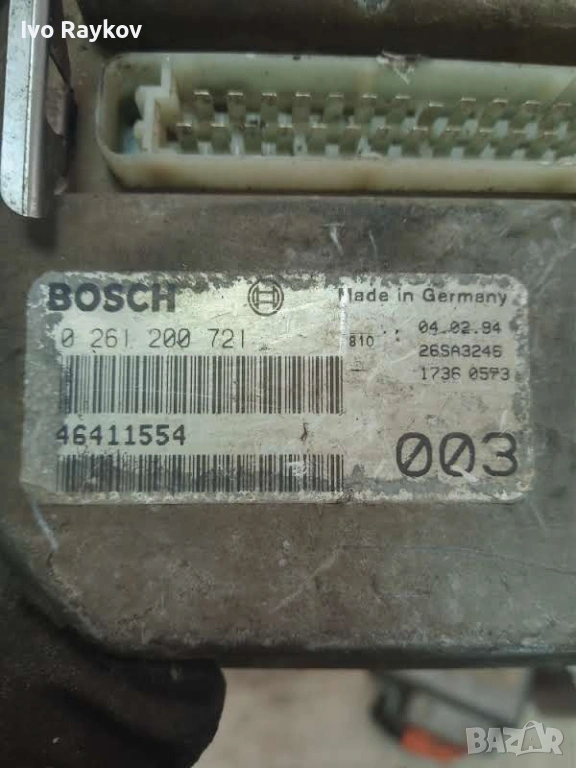 Ivo Raykov
BOSCH
Made in Germany
0 261 200 721
810
04.02.94
26SA3246
1736 0573
46411554
003
BAZAR